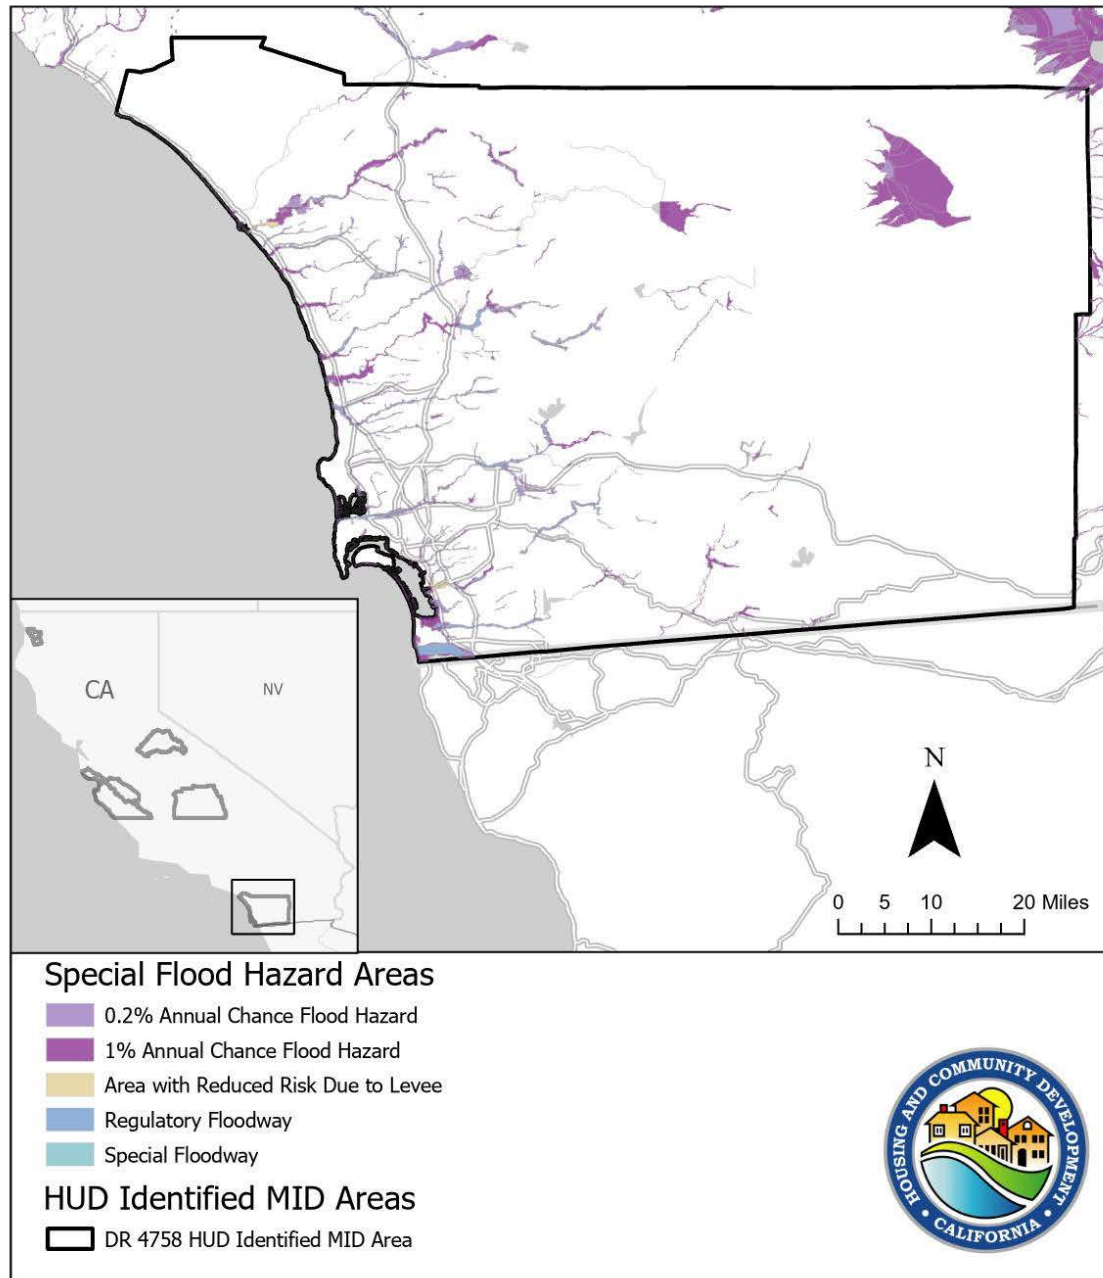 CA
NV
N
0 5 10 20 Miles
Special Flood Hazard Areas
0.2% Annual Chance Flood Hazard
1% Annual Chance Flood Hazard
Area with Reduced Risk Due to Levee
Regulatory Floodway
Special Floodway
HUD Identified MID Areas
DR 4758 HUD Identified MID Area
HOUSING AND COMMUNITY DEVELOPMENT
• CALIFORNIA •